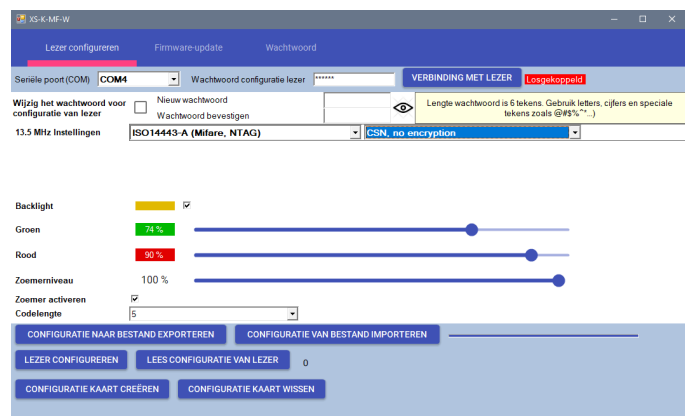 XS-K-MF-W
Lezer configureren Firmware-update Wachtwoord
Seriële poort (COM) COM4 Wachtwoord configuratie lezer ****** VERBINDING MET LEZER Losgekoppeld
Wijzig het wachtwoord voor configuratie van lezer
Nieuw wachtwoord
Wachtwoord bevestigen
Lengte wachtwoord is 6 tekens. Gebruik letters, cijfers en speciale
tekens zoals @#$%^*...)
13.5 MHz Instellingen ISO14443-A (Mifare, NTAG) CSN, no encryption
Backlight
Groen 74 %
Rood 90 %
Zoemerniveau 100 %
Zoemer activeren
Codelengte 5
CONFIGURATIE NAAR BESTAND EXPORTEREN CONFIGURATIE VAN BESTAND IMPORTEREN
LEZER CONFIGUREREN LEES CONFIGURATIE VAN LEZER 0
CONFIGURATIE KAART CREËREN CONFIGURATIE KAART WISSEN